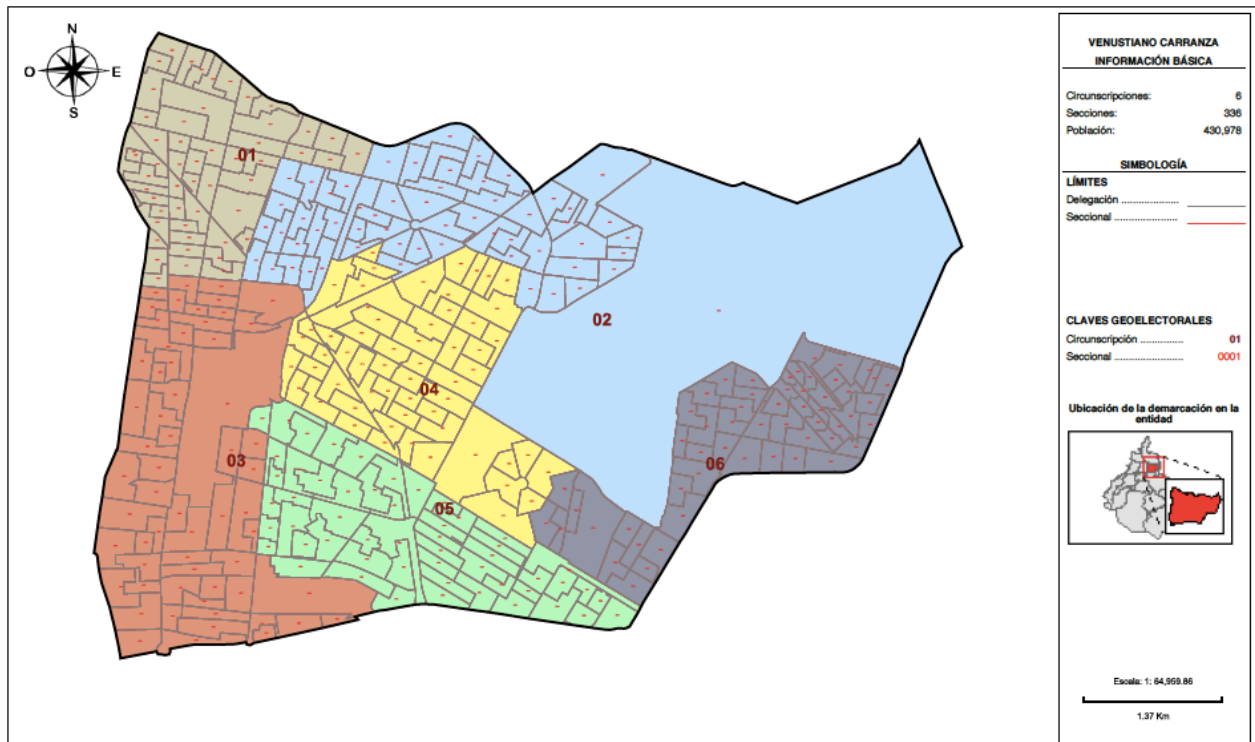 N
O
E
S
01
02
04
03
06
05
VENUSTIANO CARRANZA
INFORMACIÓN BÁSICA
Circunscripciones: 6
Secciones: 336
Población: 430,978
SIMBOLOGÍA
LÍMITES
Delegación ....................
Seccional ......................
CLAVES GEOELECTORALES
Circunscripción ............... 01
Seccional ....................... 0001
Ubicación de la demarcación en la
entidad
Escala: 1: 64,959.86
1.37 Km